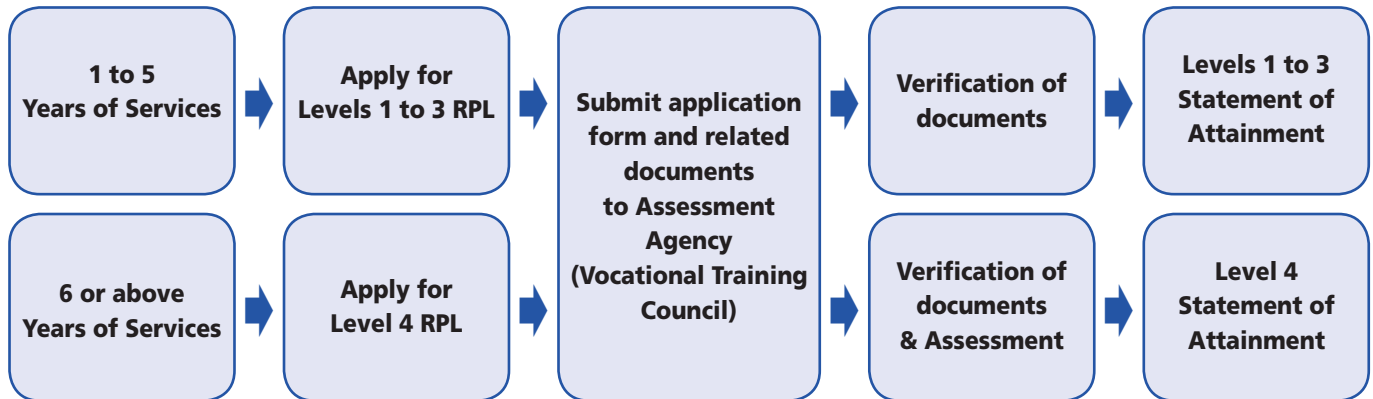 1 to 5
Years of Services
Apply for
Levels 1 to 3 RPL
Submit application
form and related
documents
to Assessment
Agency
(Vocational Training
Council)
Verification of
documents
Levels 1 to 3
Statement of
Attainment
6 or above
Years of Services
Apply for
Level 4 RPL
Verification of
documents
& Assessment
Level 4
Statement of
Attainment